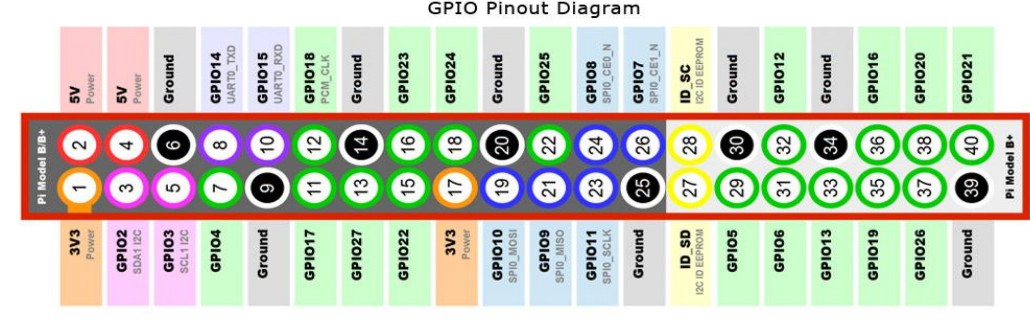 GPIO Pinout Diagram
5V
Power
5V
Power
Ground
GPIO14
UART0_TXD
GPIO15
UART0_RXD
GPIO18
PCM_CLK
Ground
GPIO23
GPIO24
Ground
GPIO25
GPIO8
SPI0_CE0_N
GPIO7
SPI0_CE1_N
ID_SC
I2C ID EEPROM
Ground
GPIO12
Ground
GPIO16
GPIO20
GPIO21
Pi Model B/B+
2 4 6 8 10 12 14 16 18 20 22 24 26 28 30 32 34 36 38 40
1 3 5 7 9 11 13 15 17 19 21 23 25 27 29 31 33 35 37 39
Pi Model B+
3V3
Power
GPIO2
SDA1 I2C
GPIO3
SCL1 I2C
GPIO4
Ground
GPIO17
GPIO27
GPIO22
3V3
Power
GPIO10
SPI0_MOSI
GPIO9
SPI0_MISO
GPIO11
SPI0_SCLK
Ground
ID_SD
I2C ID EEPROM
GPIO5
GPIO6
GPIO13
GPIO19
GPIO26
Ground